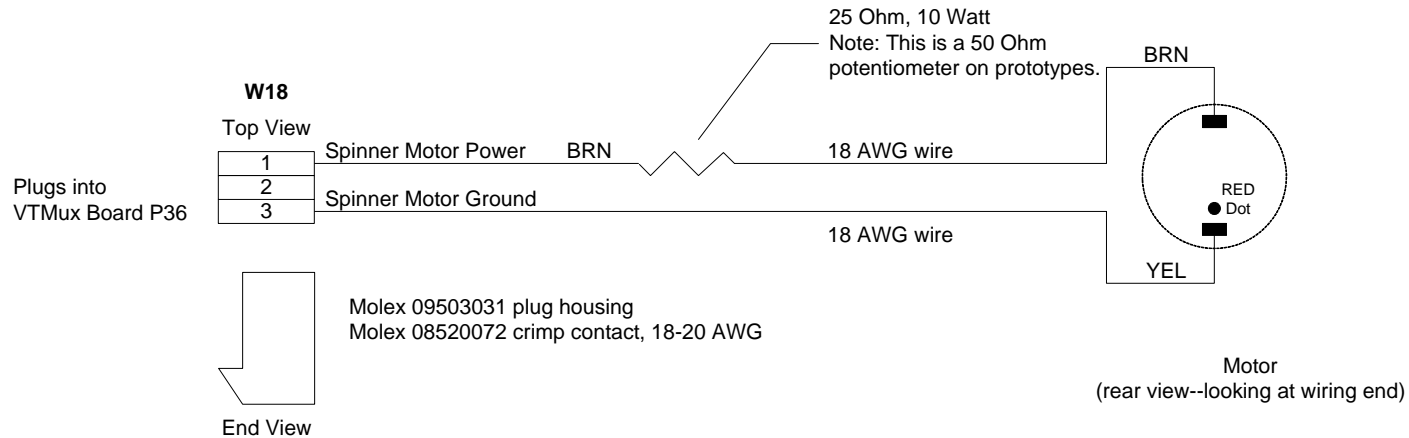 25 Ohm, 10 Watt
Note: This is a 50 Ohm
potentiometer on prototypes.
BRN
W18
Top View
1
Spinner Motor Power
BRN
18 AWG wire
2
3
Spinner Motor Ground
18 AWG wire
Plugs into
VTMux Board P36
RED
Dot
YEL
Molex 09503031 plug housing
Molex 08520072 crimp contact, 18-20 AWG
End View
Motor
(rear view--looking at wiring end)